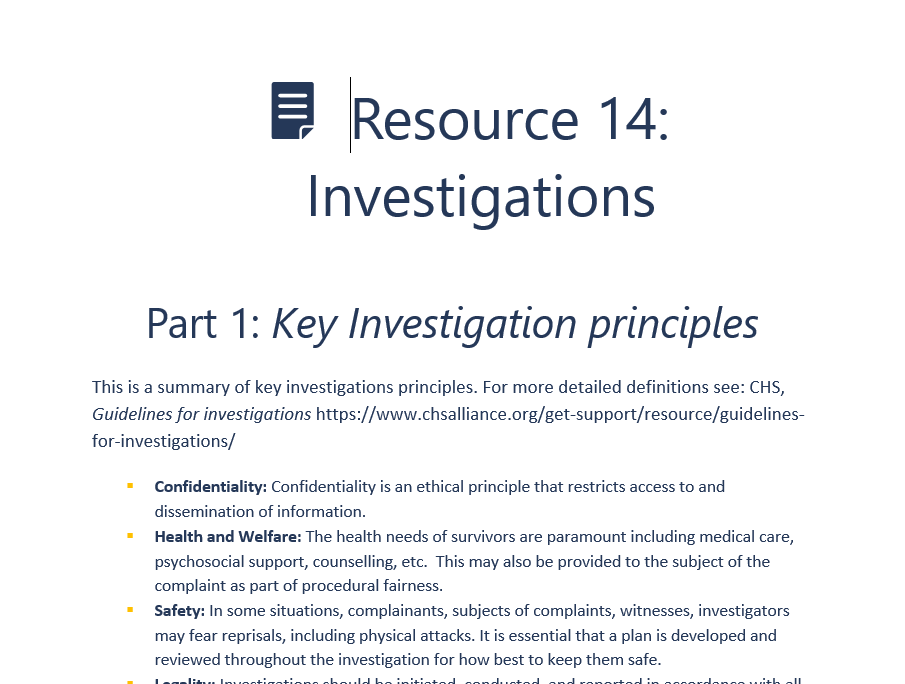 Resource 14:
Investigations
Part 1: Key Investigation principles
This is a summary of key investigations principles. For more detailed definitions see: CHS,
Guidelines for investigations https://www.chsalliance.org/get-support/resource/guidelines-
for-investigations/
▪ Confidentiality: Confidentiality is an ethical principle that restricts access to and
dissemination of information.
▪ Health and Welfare: The health needs of survivors are paramount including medical care,
psychosocial support, counselling, etc.  This may also be provided to the subject of the
complaint as part of procedural fairness.
▪ Safety: In some situations, complainants, subjects of complaints, witnesses, investigators
may fear reprisals, including physical attacks. It is essential that a plan is developed and
reviewed throughout the investigation for how best to keep them safe.
▪ Legality: Investigations should be initiated, conducted, and reported in accordance with all